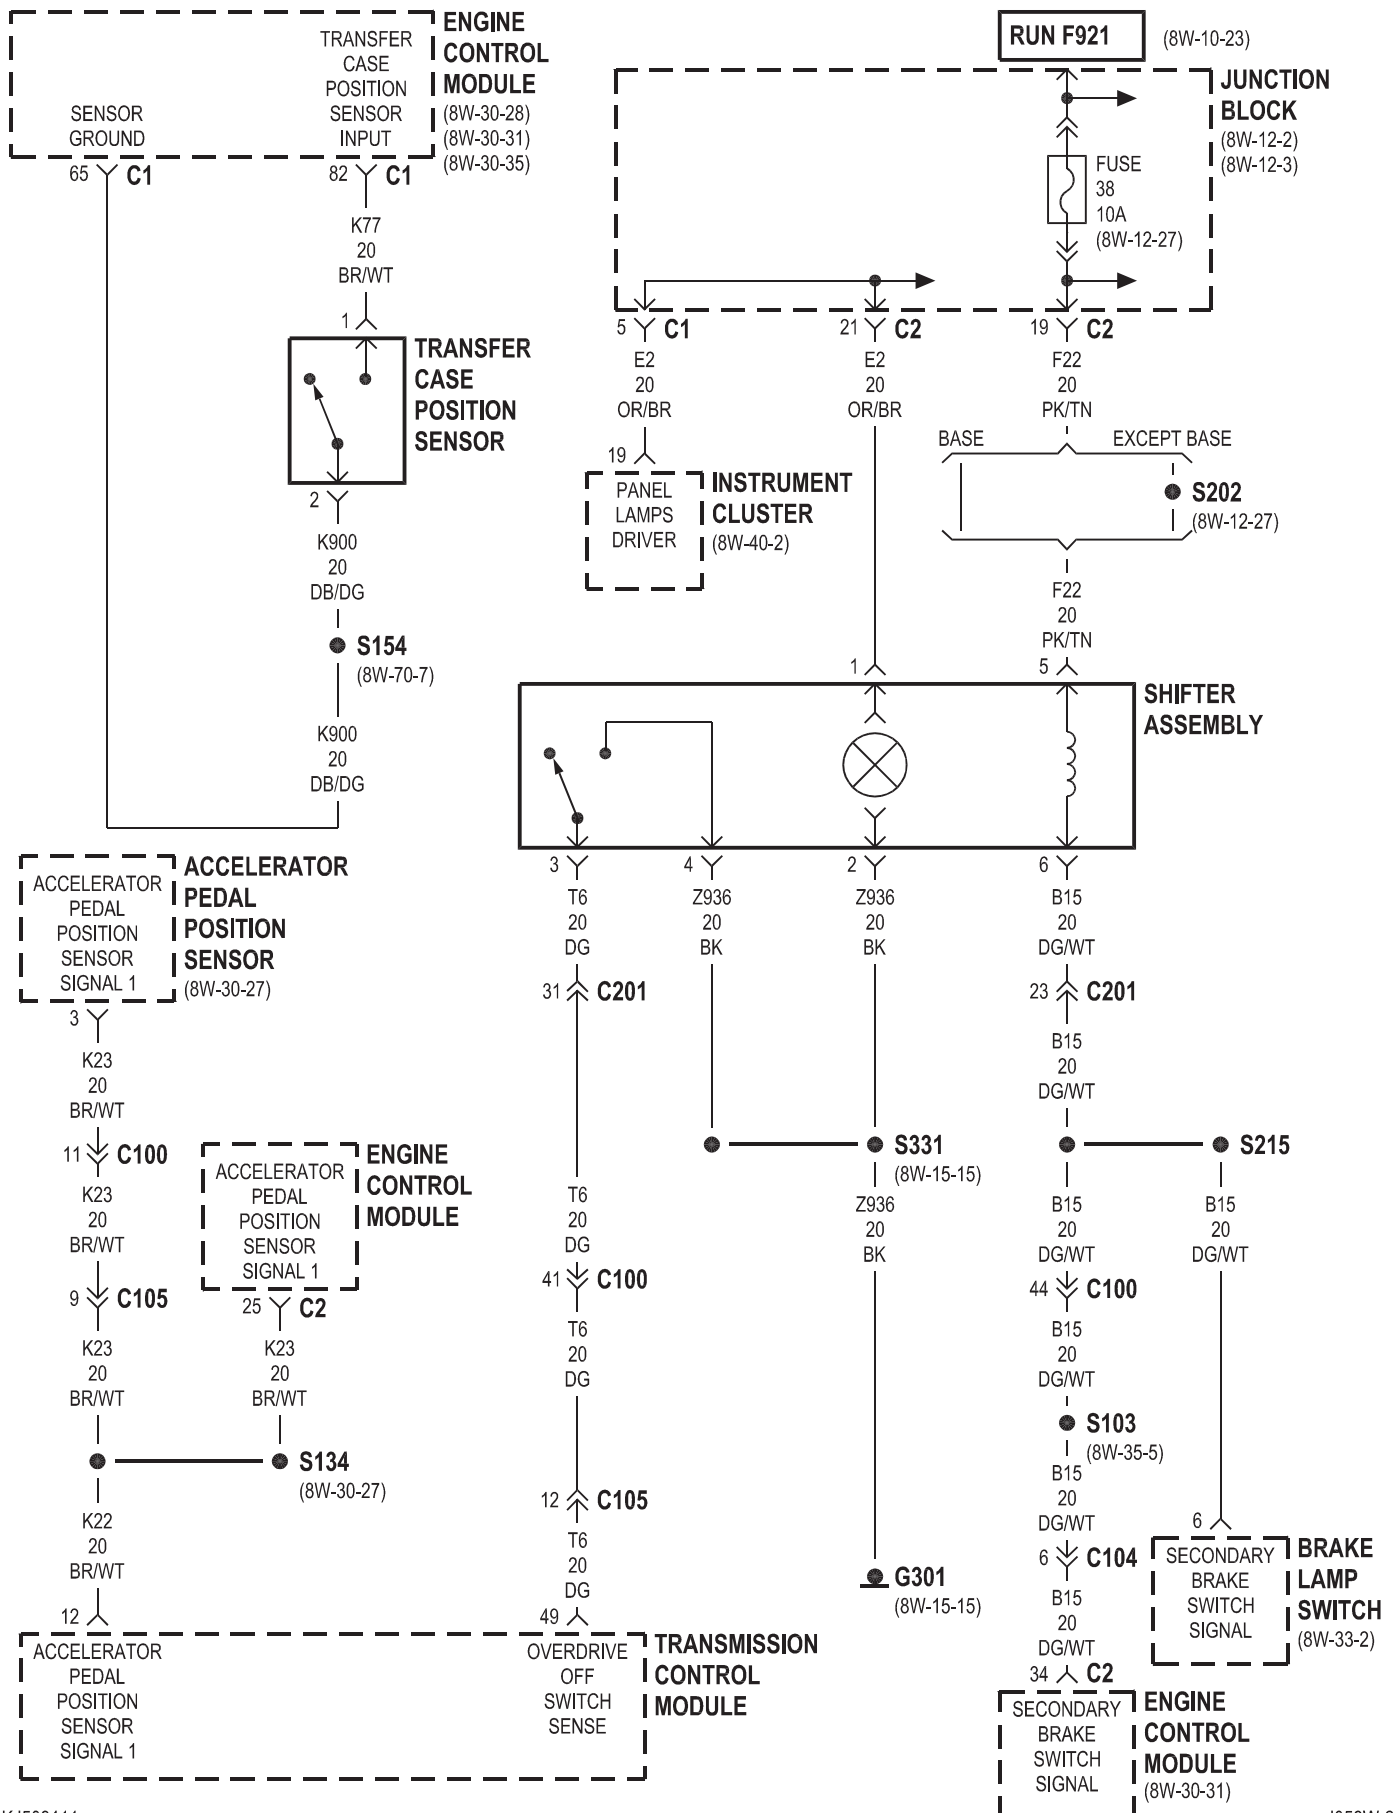 TRANSFER
CASE
POSITION
SENSOR
INPUT
SENSOR
GROUND
ENGINE
CONTROL
MODULE
(8W-30-28)
(8W-30-31)
(8W-30-35)
65 C1
82 C1
K77
20
BR/WT
1
TRANSFER
CASE
POSITION
SENSOR
2
K900
20
DB/DG
S154
(8W-70-7)
K900
20
DB/DG
RUN F921 (8W-10-23)
JUNCTION
BLOCK
(8W-12-2)
(8W-12-3)
FUSE
38
10A
(8W-12-27)
5 C1
21 C2
19 C2
E2
20
OR/BR
E2
20
OR/BR
F22
20
PK/TN
19
PANEL
LAMPS
DRIVER
INSTRUMENT
CLUSTER
(8W-40-2)
BASE
EXCEPT BASE
S202
(8W-12-27)
F22
20
PK/TN
1
5
SHIFTER
ASSEMBLY
3
4
2
6
T6
20
DG
Z936
20
BK
Z936
20
BK
B15
20
DG/WT
31 C201
23 C201
B15
20
DG/WT
S331
(8W-15-15)
S215
T6
20
DG
Z936
20
BK
B15
20
DG/WT
B15
20
DG/WT
41 C100
44 C100
T6
20
DG
B15
20
DG/WT
S103
(8W-35-5)
B15
20
DG/WT
12 C105
T6
20
DG
6 C104
B15
20
DG/WT
34 C2
G301
(8W-15-15)
6
SECONDARY
BRAKE
SWITCH
SIGNAL
BRAKE
LAMP
SWITCH
(8W-33-2)
SECONDARY
BRAKE
SWITCH
SIGNAL
ENGINE
CONTROL
MODULE
(8W-30-31)
ACCELERATOR
PEDAL
POSITION
SENSOR
SIGNAL 1
ACCELERATOR
PEDAL
POSITION
SENSOR
(8W-30-27)
3
K23
20
BR/WT
11 C100
K23
20
BR/WT
9 C105
K23
20
BR/WT
ACCELERATOR
PEDAL
POSITION
SENSOR
SIGNAL 1
ENGINE
CONTROL
MODULE
25 C2
K23
20
BR/WT
S134
(8W-30-27)
K22
20
BR/WT
12
49
ACCELERATOR
PEDAL
POSITION
SENSOR
SIGNAL 1
OVERDRIVE
OFF
SWITCH
SENSE
TRANSMISSION
CONTROL
MODULE